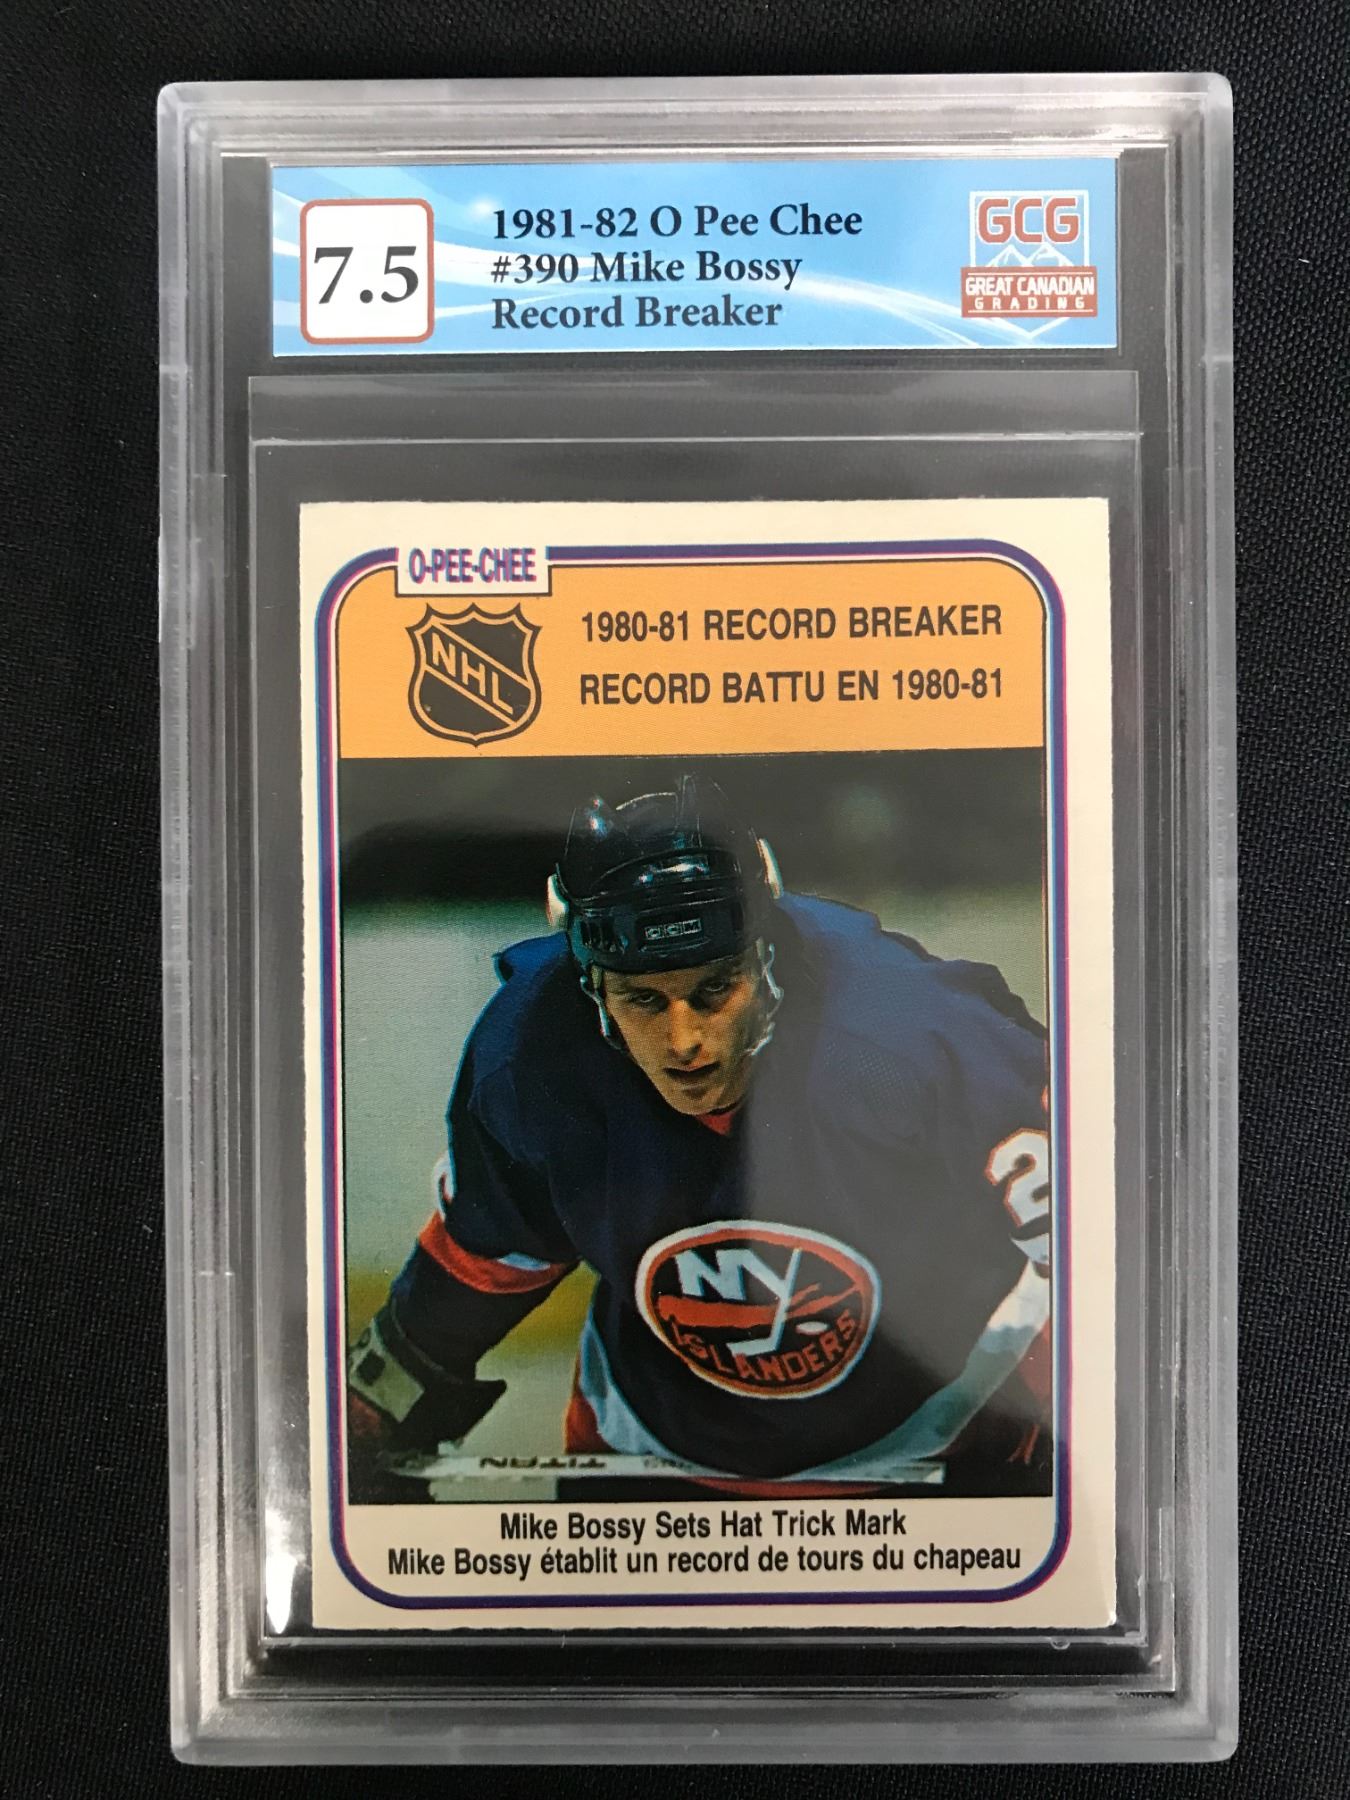 7.5
1981-82 O Pee Chee
#390 Mike Bossy
Record Breaker
GCG
GREAT CANADIAN
GRADING
O-PEE-CHEE
NHL
1980-81 RECORD BREAKER
RECORD BATTU EN 1980-81
CCM
2
NY
ISLANDERS
Mike Bossy Sets Hat Trick Mark
Mike Bossy établit un record de tours du chapeau